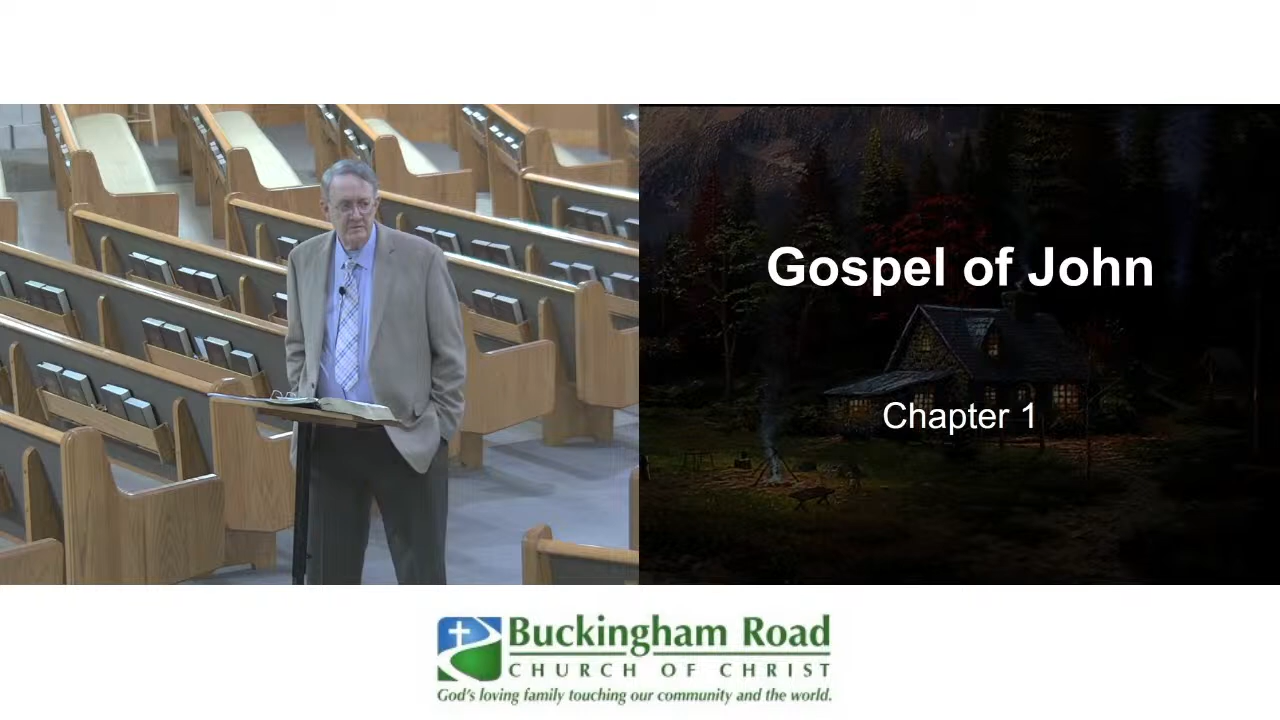 Gospel of John
Chapter 1
Buckingham Road
CHURCH OF CHRIST
God's loving family touching our community and the world.